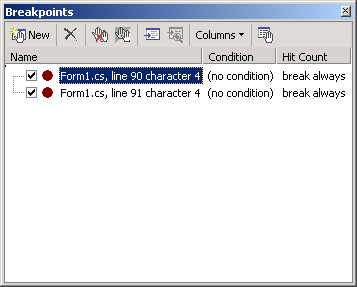 Breakpoints
New Columns
Name Condition Hit Count
Form1.cs, line 90 character 4 (no condition) break always
Form1.cs, line 91 character 4 (no condition) break always